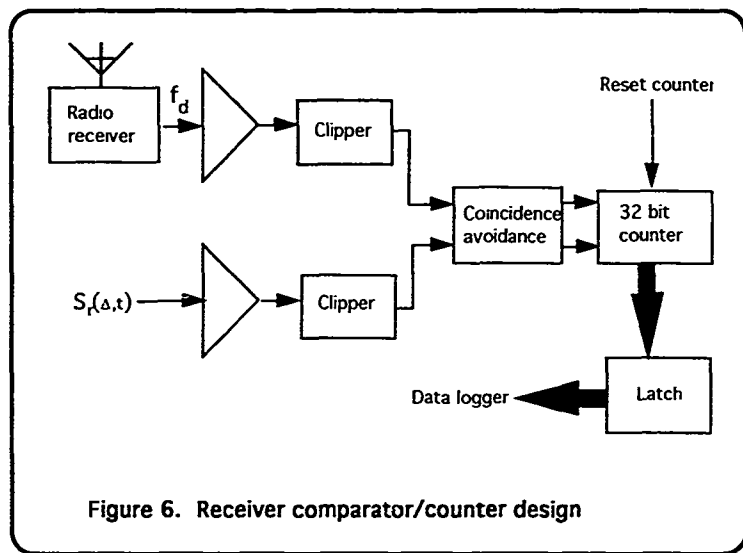 Radio
receiver
f_d
Clipper
Reset counter
Coincidence
avoidance
32 bit
counter
S_r(Δ,t)
Clipper
Data logger
Latch
Figure 6. Receiver comparator/counter design